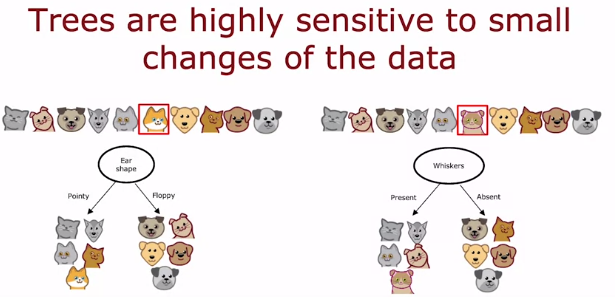 Trees are highly sensitive to small
changes of the data
Ear
shape
Pointy
Floppy
Whiskers
Present
Absent